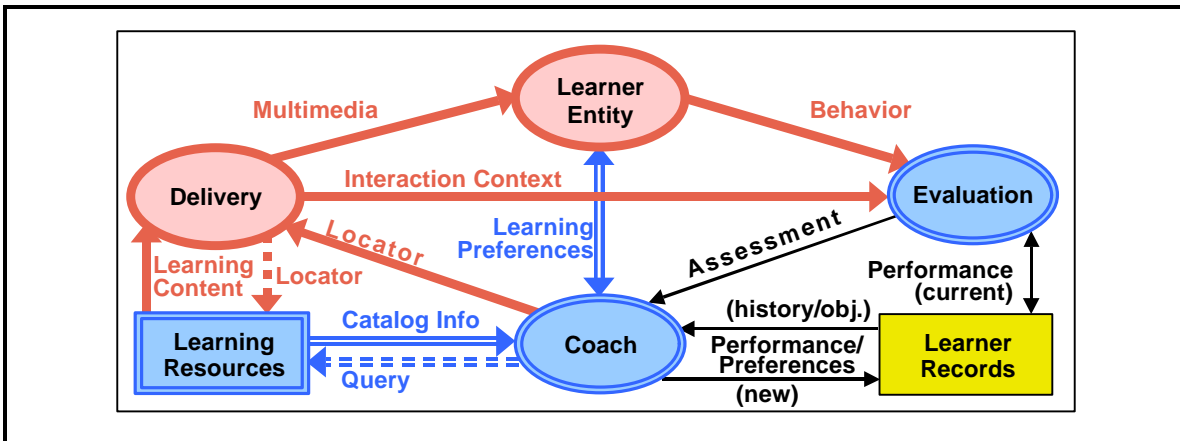 Learner
Entity
Multimedia
Behavior
Delivery
Interaction Context
Evaluation
Learning
Preferences
Locator
Assessment
Learning
Content
Locator
Performance
(current)
Learning
Resources
Catalog Info
Query
Coach
(history/obj.)
Performance/
Preferences
(new)
Learner
Records